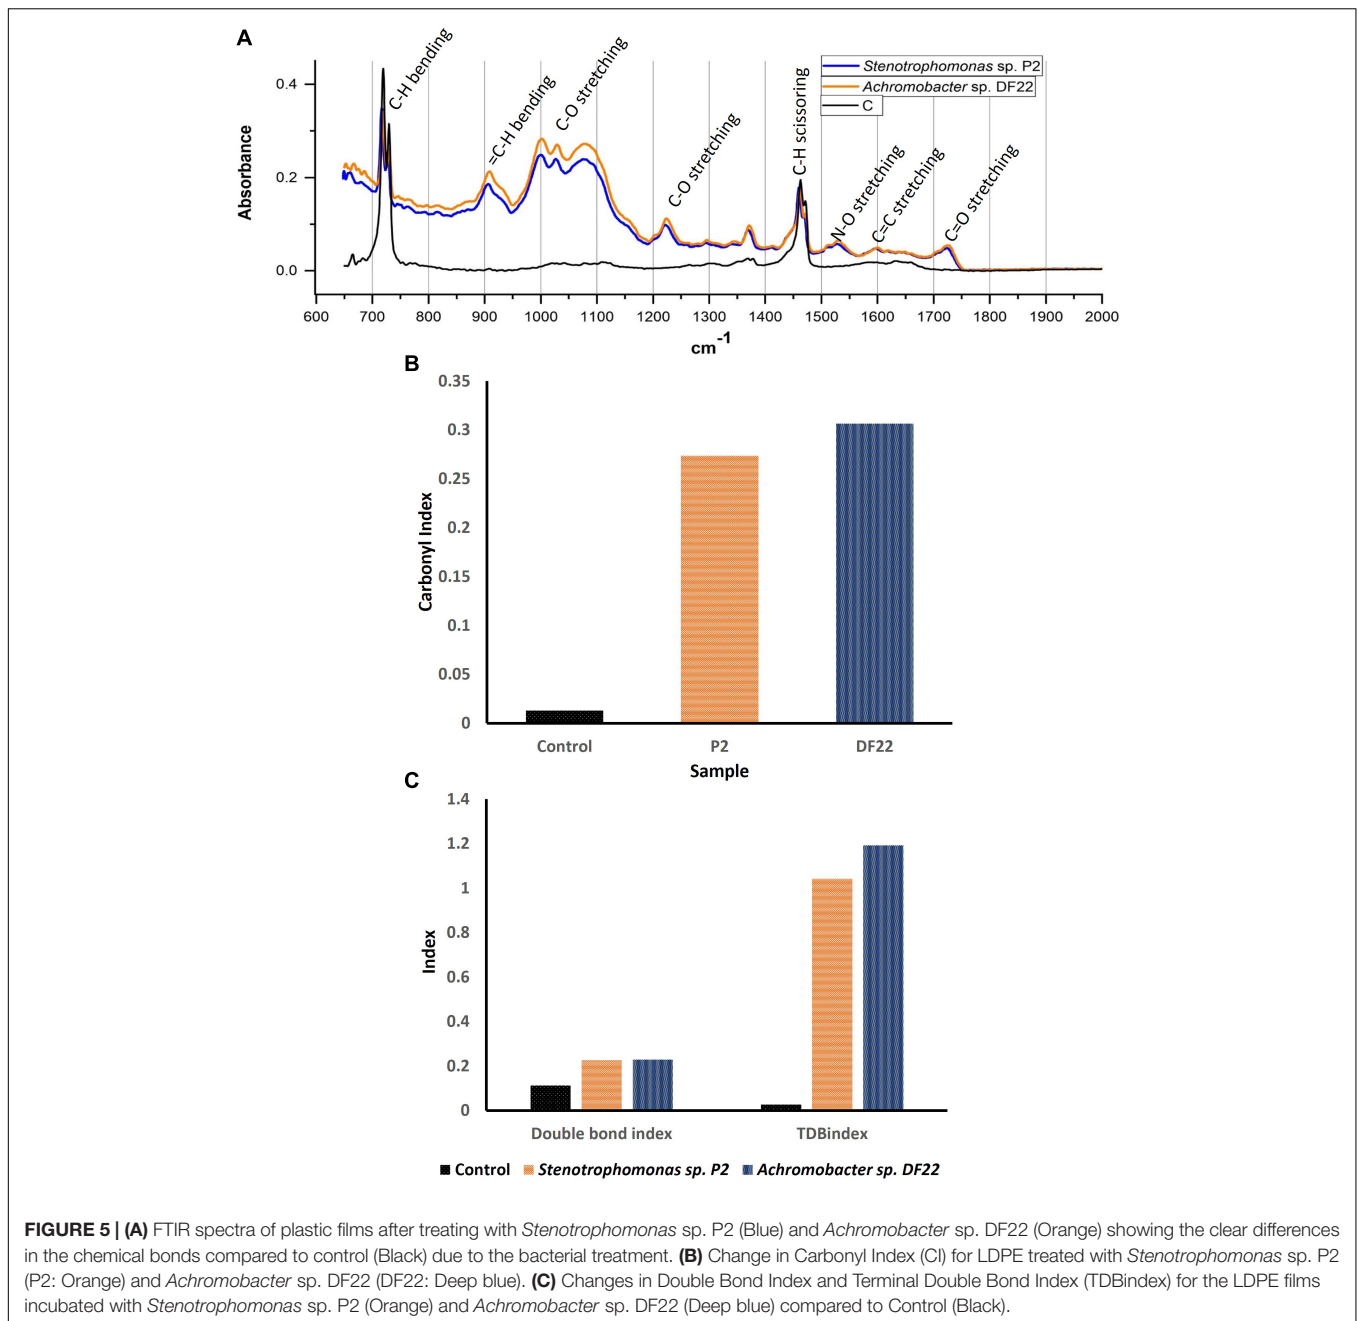 A
C-H bending
=C-H bending
C-O stretching
C-O stretching
C-H scissoring
N-O stretching
C=C stretching
C=O stretching
Stenotrophomonas sp. P2
Achromobacter sp. DF22
C
Absorbance
0.4
0.2
0.0
600 700 800 900 1000 1100 1200 1300 1400 1500 1600 1700 1800 1900 2000
cm-1
B
Carbonyl Index
0.35
0.3
0.25
0.2
0.15
0.1
0.05
0
Control P2 DF22
Sample
C
Index
1.4
1.2
1
0.8
0.6
0.4
0.2
0
Double bond index TDBindex
Control Stenotrophomonas sp. P2 Achromobacter sp. DF22
FIGURE 5 | (A) FTIR spectra of plastic films after treating with Stenotrophomonas sp. P2 (Blue) and Achromobacter sp. DF22 (Orange) showing the clear differences
in the chemical bonds compared to control (Black) due to the bacterial treatment. (B) Change in Carbonyl Index (CI) for LDPE treated with Stenotrophomonas sp. P2
(P2: Orange) and Achromobacter sp. DF22 (DF22: Deep blue). (C) Changes in Double Bond Index and Terminal Double Bond Index (TDBindex) for the LDPE films
incubated with Stenotrophomonas sp. P2 (Orange) and Achromobacter sp. DF22 (Deep blue) compared to Control (Black).